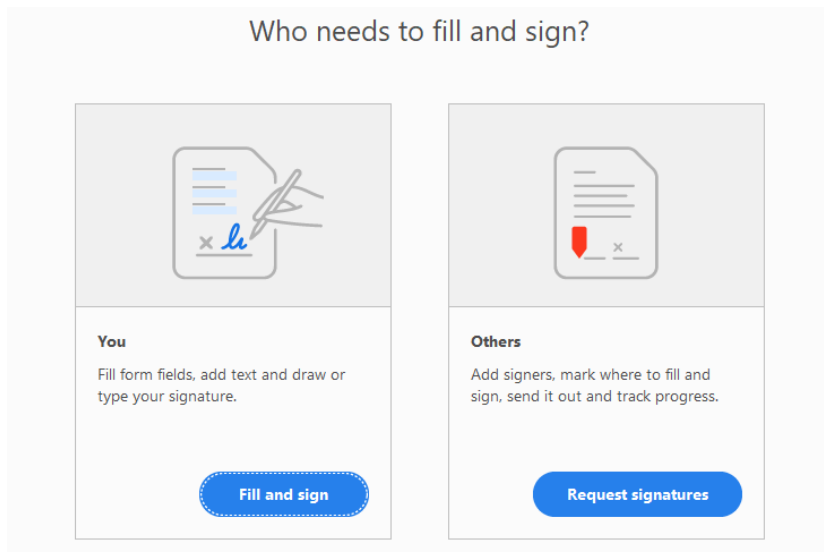 Who needs to fill and sign?
You
Fill form fields, add text and draw or
type your signature.
Fill and sign
Others
Add signers, mark where to fill and
sign, send it out and track progress.
Request signatures